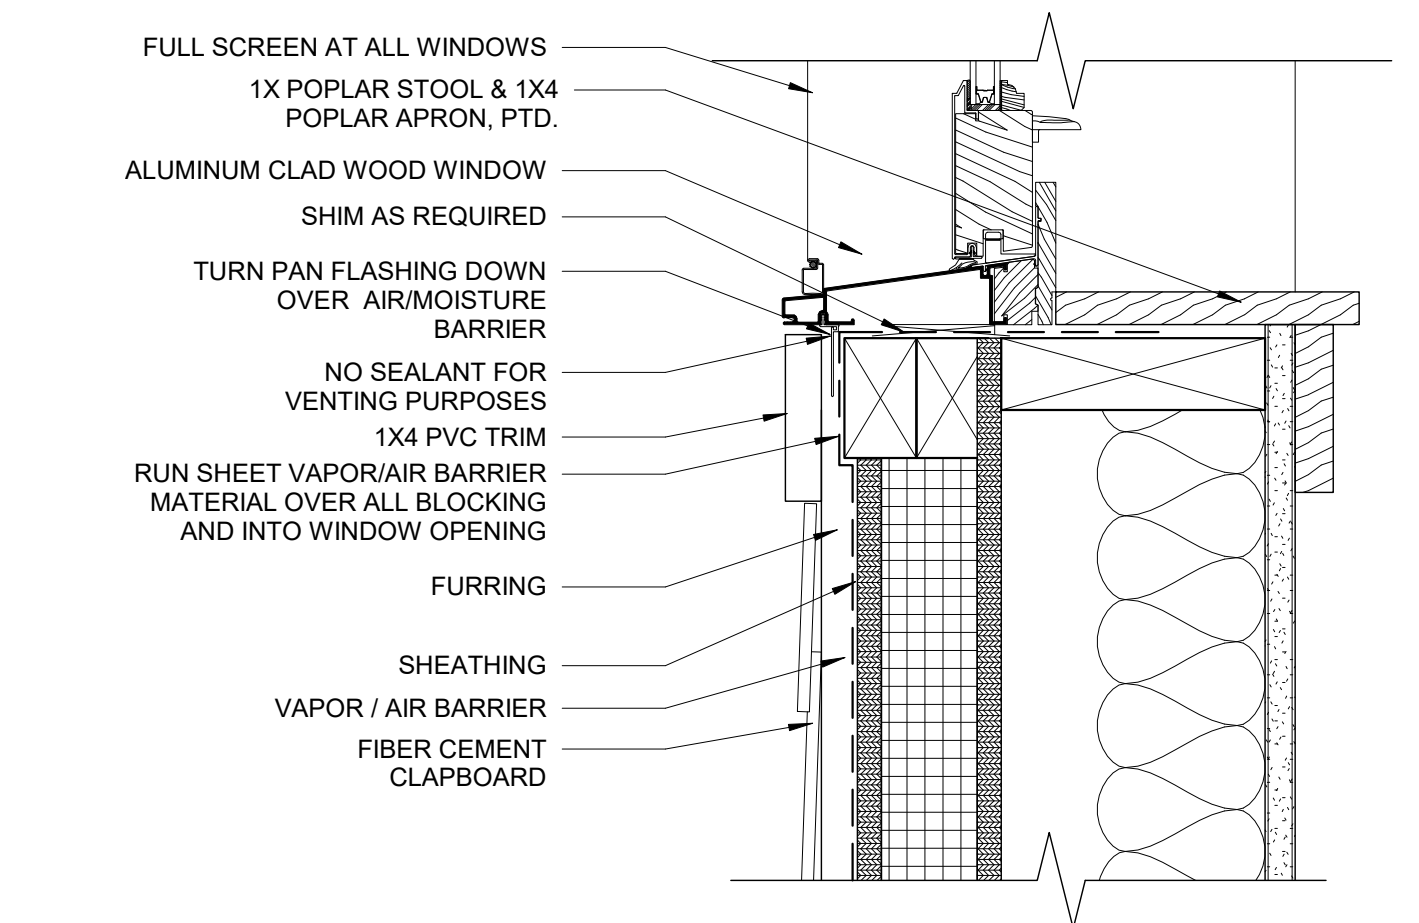 FULL SCREEN AT ALL WINDOWS
1X POPLAR STOOL & 1X4
POPLAR APRON, PTD.
ALUMINUM CLAD WOOD WINDOW
SHIM AS REQUIRED
TURN PAN FLASHING DOWN
OVER AIR/MOISTURE
BARRIER
NO SEALANT FOR
VENTING PURPOSES
1X4 PVC TRIM
RUN SHEET VAPOR/AIR BARRIER
MATERIAL OVER ALL BLOCKING
AND INTO WINDOW OPENING
FURRING
SHEATHING
VAPOR / AIR BARRIER
FIBER CEMENT
CLAPBOARD